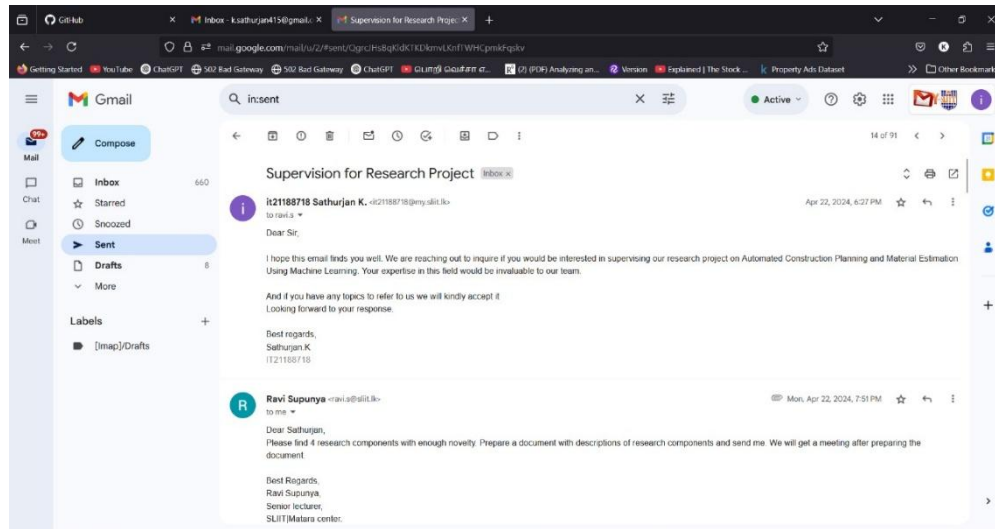 GitHub
Inbox - k.sathurjan415@gmail.c
Supervision for Research Projec
mail.google.com/mail/u/2/#sent/
Getting Started
YouTube
ChatGPT
502 Bad Gateway
502 Bad Gateway
ChatGPT
(2) (PDF) Analyzing an...
Version
Explained | The Stock ...
Property Ads Dataset
Other Bookmark
Gmail
in:sent
Active
99+
Mail
Chat
Meet
Compose
Inbox 660
Starred
Snoozed
Sent
Drafts 8
More
Labels
[Imap]/Drafts
14 of 91
Supervision for Research Project Inbox x
it21188718 Sathurjan K. <it21188718@my.sliit.lk> Apr 22, 2024, 6:27 PM
to ravi.s
Dear Sir,
I hope this email finds you well. We are reaching out to inquire if you would be interested in supervising our research project on Automated Construction Planning and Material Estimation
Using Machine Learning. Your expertise in this field would be invaluable to our team.
And if you have any topics to refer to us we will kindly accept it
Looking forward to your response.
Best regards,
Sathurjan.K
IT21188718
Ravi Supunya <ravi.s@sliit.lk> Mon, Apr 22, 2024, 7:51 PM
to me
Dear Sathurjan,
Please find 4 research components with enough novelty. Prepare a document with descriptions of research components and send me. We will get a meeting after preparing the
document.
Best Regards,
Ravi Supunya,
Senior lecturer,
SLIIT|Matara center.